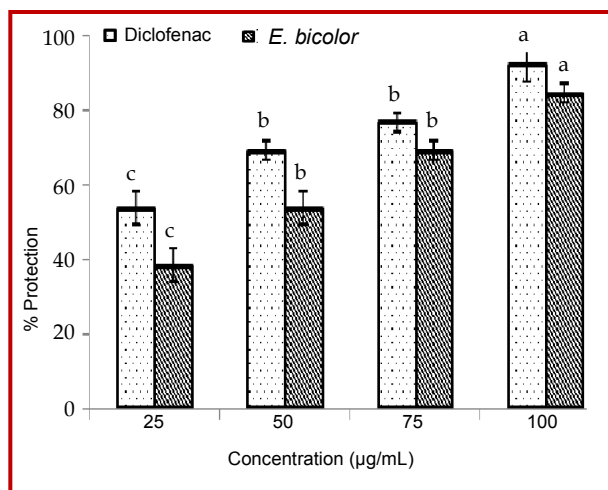 Diclofenac E. bicolor
% Protection
100
80
60
40
20
0
c
c
b
b
b
b
a
a
25 50 75 100
Concentration (µg/mL)